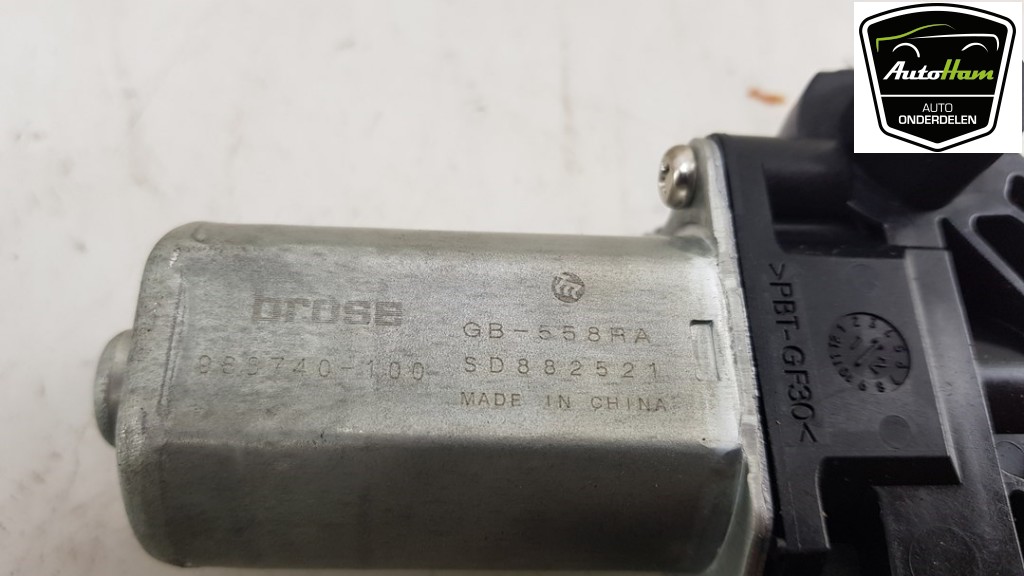 AutoHam
AUTO
ONDERDELEN
brose
GB-558RA
SD882521
MADE IN CHINA
>PBT-GF30<